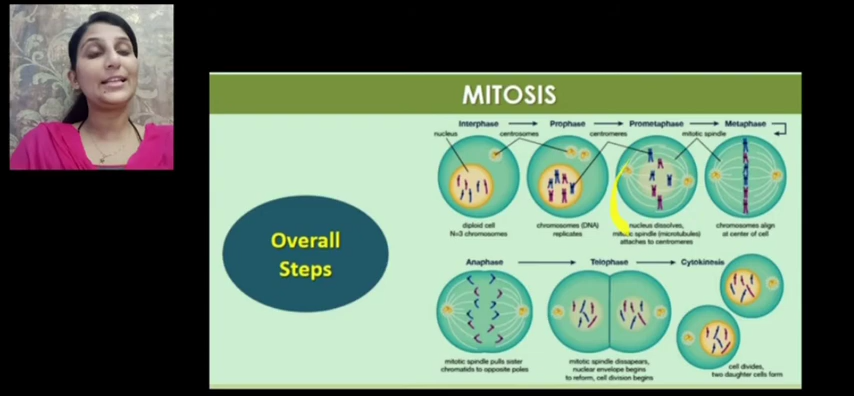 MITOSIS
Interphase
Prophase
Prometaphase
Metaphase
nucleus
centrosomes
centromeres
mitotic spindle
diploid cell
N=3 chromosomes
chromosomes (DNA)
replicates
nucleus dissolves,
mitotic spindle (microtubules)
attaches to centromeres
chromosomes align
at center of cell
Overall
Steps
Anaphase
Telophase
Cytokinesis
mitotic spindle pulls sister
chromatids to opposite poles
mitotic spindle dissapears,
nuclear envelope begins
to reform, cell division begins
cell divides,
two daughter cells form